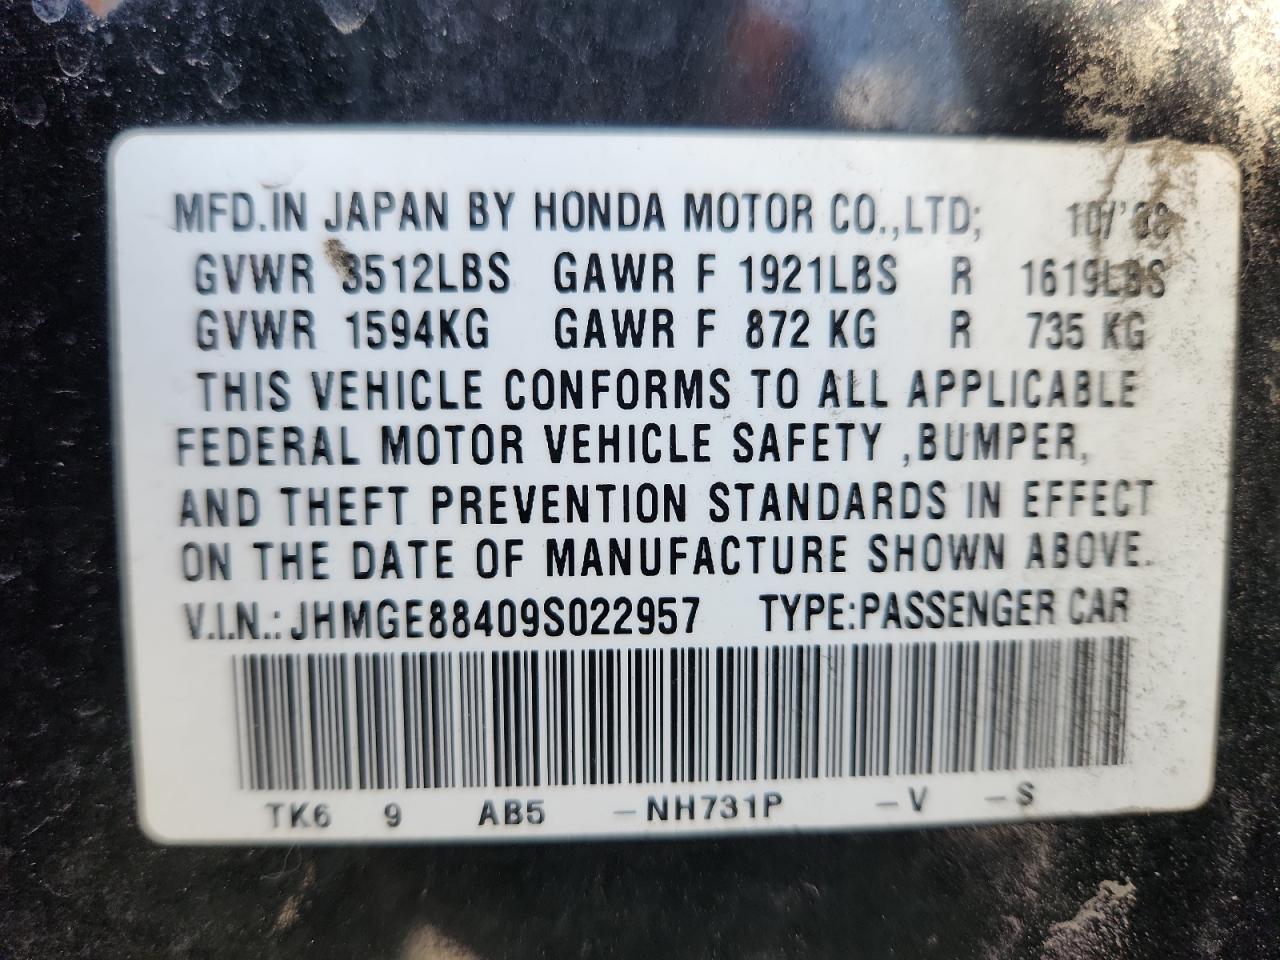 MFD.IN JAPAN BY HONDA MOTOR CO.,LTD; 10/'08
GVWR 3512LBS GAWR F 1921LBS R 1619LBS
GVWR 1594KG GAWR F 872 KG R 735 KG
THIS VEHICLE CONFORMS TO ALL APPLICABLE
FEDERAL MOTOR VEHICLE SAFETY ,BUMPER,
AND THEFT PREVENTION STANDARDS IN EFFECT
ON THE DATE OF MANUFACTURE SHOWN ABOVE.
V.I.N.:JHMGE88409S022957 TYPE:PASSENGER CAR
TK6 9 AB5 –NH731P –V –S